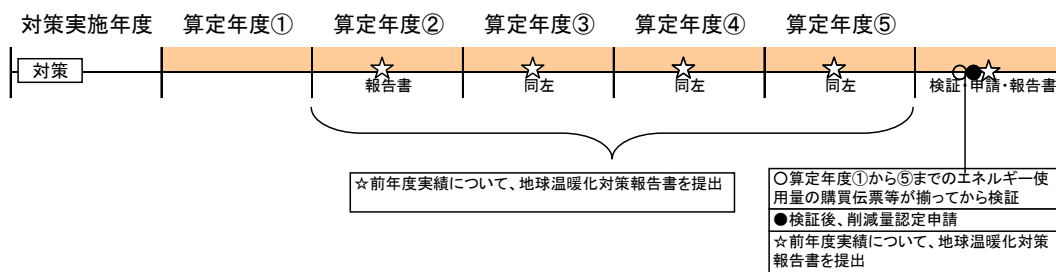 対策実施年度 算定年度① 算定年度② 算定年度③ 算定年度④ 算定年度⑤
対策
報告書 同左 同左 同左 検証・申請・報告書
☆前年度実績について、地球温暖化対策報告書を提出
○算定年度①から⑤までのエネルギー使
用量の購買伝票等が揃ってから検証
●検証後、削減量認定申請
☆前年度実績について、地球温暖化対策
報告書を提出